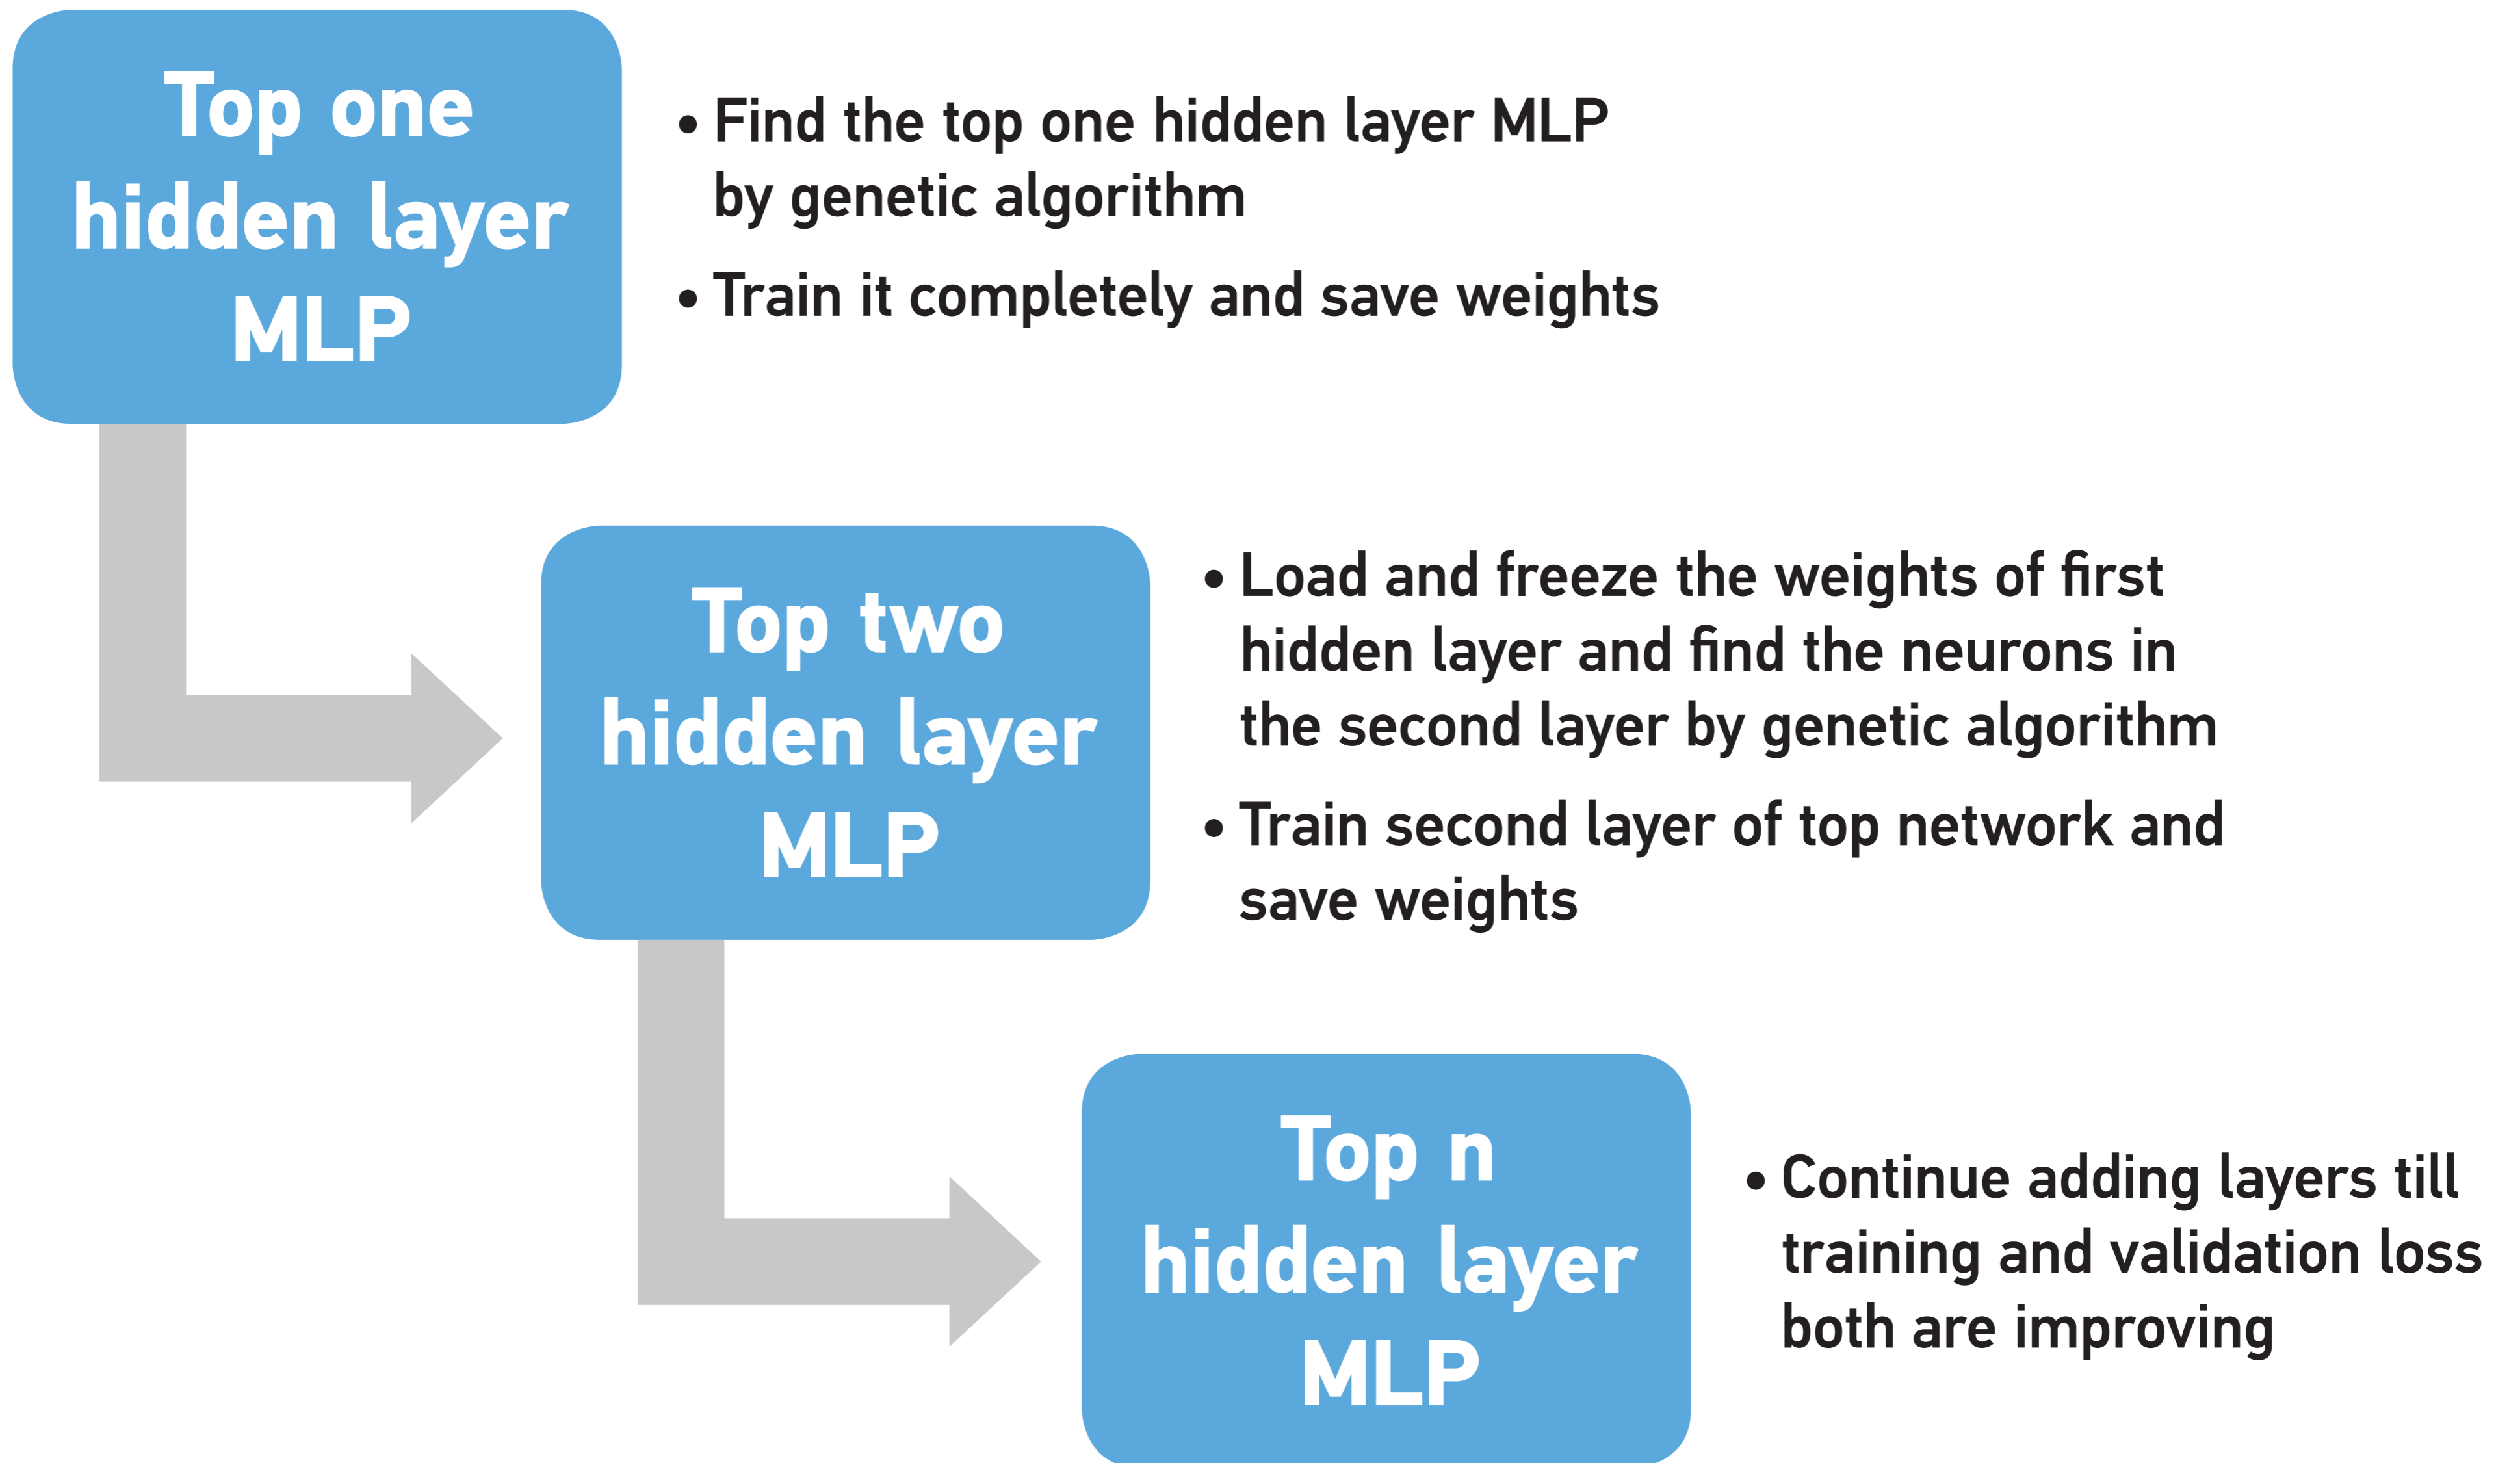 Top one
hidden layer
MLP
• Find the top one hidden layer MLP
by genetic algorithm
• Train it completely and save weights
Top two
hidden layer
MLP
• Load and freeze the weights of first
hidden layer and find the neurons in
the second layer by genetic algorithm
• Train second layer of top network and
save weights
Top n
hidden layer
MLP
• Continue adding layers till
training and validation loss
both are improving